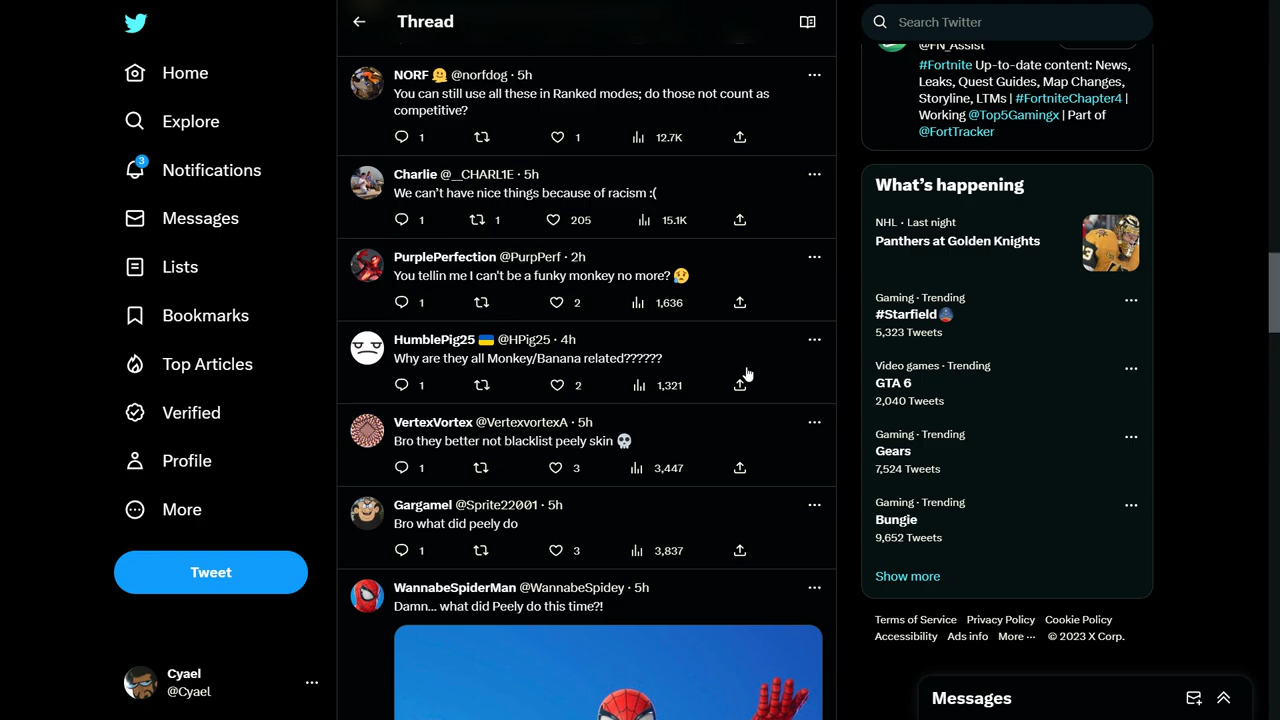 Home
Explore
3
Notifications
Messages
Lists
Bookmarks
Top Articles
Verified
Profile
More
Tweet
Cyael
@Cyael
Thread
NORF @norfdog · 5h
You can still use all these in Ranked modes; do those not count as
competitive?
1 1 12.7K
Charlie @__CHARL1E · 5h
We can't have nice things because of racism :(
1 1 205 15.1K
PurplePerfection @PurpPerf · 2h
You tellin me I can't be a funky monkey no more? 😥
1 2 1,636
HumblePig25 🇺🇦 @HPig25 · 4h
Why are they all Monkey/Banana related??????
1 2 1,321
VertexVortex @VertexvortexA · 5h
Bro they better not blacklist peely skin 💀
1 3 3,447
Gargamel @Sprite22001 · 5h
Bro what did peely do
1 3 3,837
WannabeSpiderMan @WannabeSpidey · 5h
Damn... what did Peely do this time?!
Search Twitter
@FN_Assist
#Fortnite Up-to-date content: News,
Leaks, Quest Guides, Map Changes,
Storyline, LTMs | #FortniteChapter4 |
Working @Top5Gamingx | Part of
@FortTracker
What's happening
NHL · Last night
Panthers at Golden Knights
Gaming · Trending
#Starfield
5,323 Tweets
Video games · Trending
GTA 6
2,040 Tweets
Gaming · Trending
Gears
7,524 Tweets
Gaming · Trending
Bungie
9,652 Tweets
Show more
Terms of Service Privacy Policy Cookie Policy
Accessibility Ads info More ··· © 2023 X Corp.
Messages